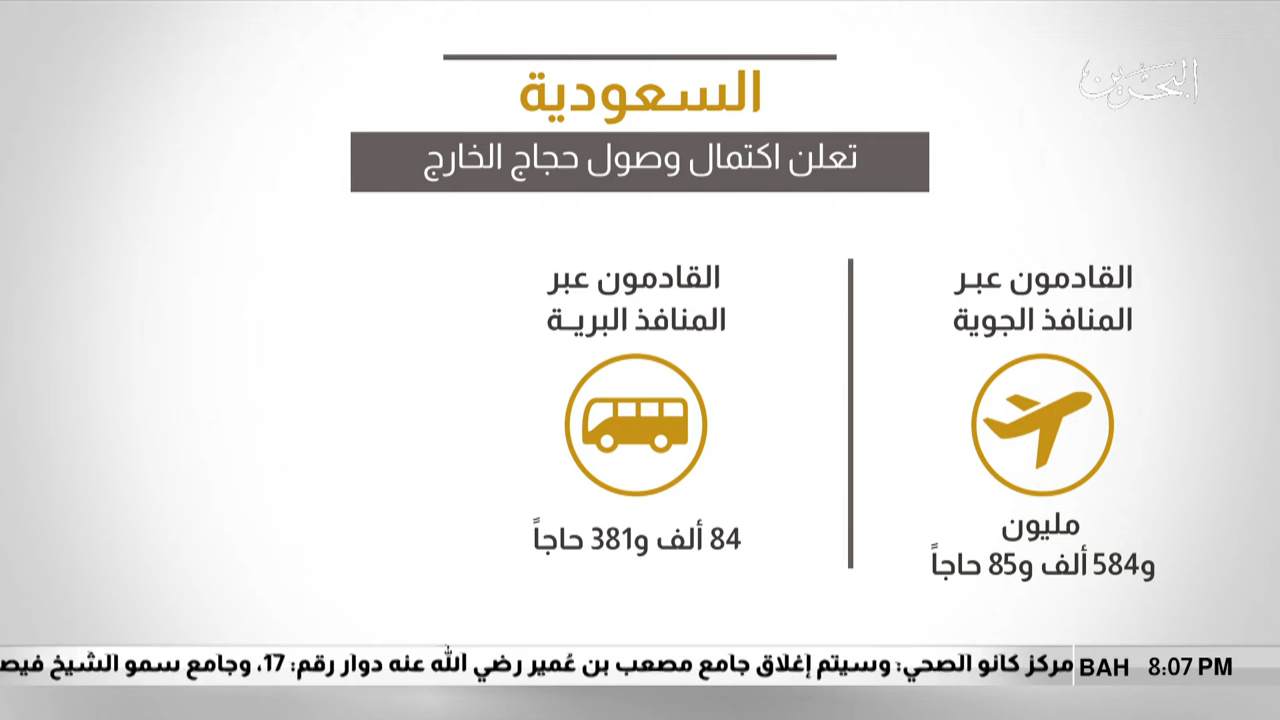 البحرين
السعودية
تعلن اكتمال وصول حجاج الخارج
القادمون عبر
المنافذ الجوية
مليون
و584 ألف و85 حاجاً
القادمون عبر
المنافذ البرية
84 ألف و381 حاجاً
BAH 8:07 PM
مركز كانو الصحي: وسيتم إغلاق جامع مصعب بن عُمير رضي الله عنه دوار رقم: 17، وجامع سمو الشيخ فيص